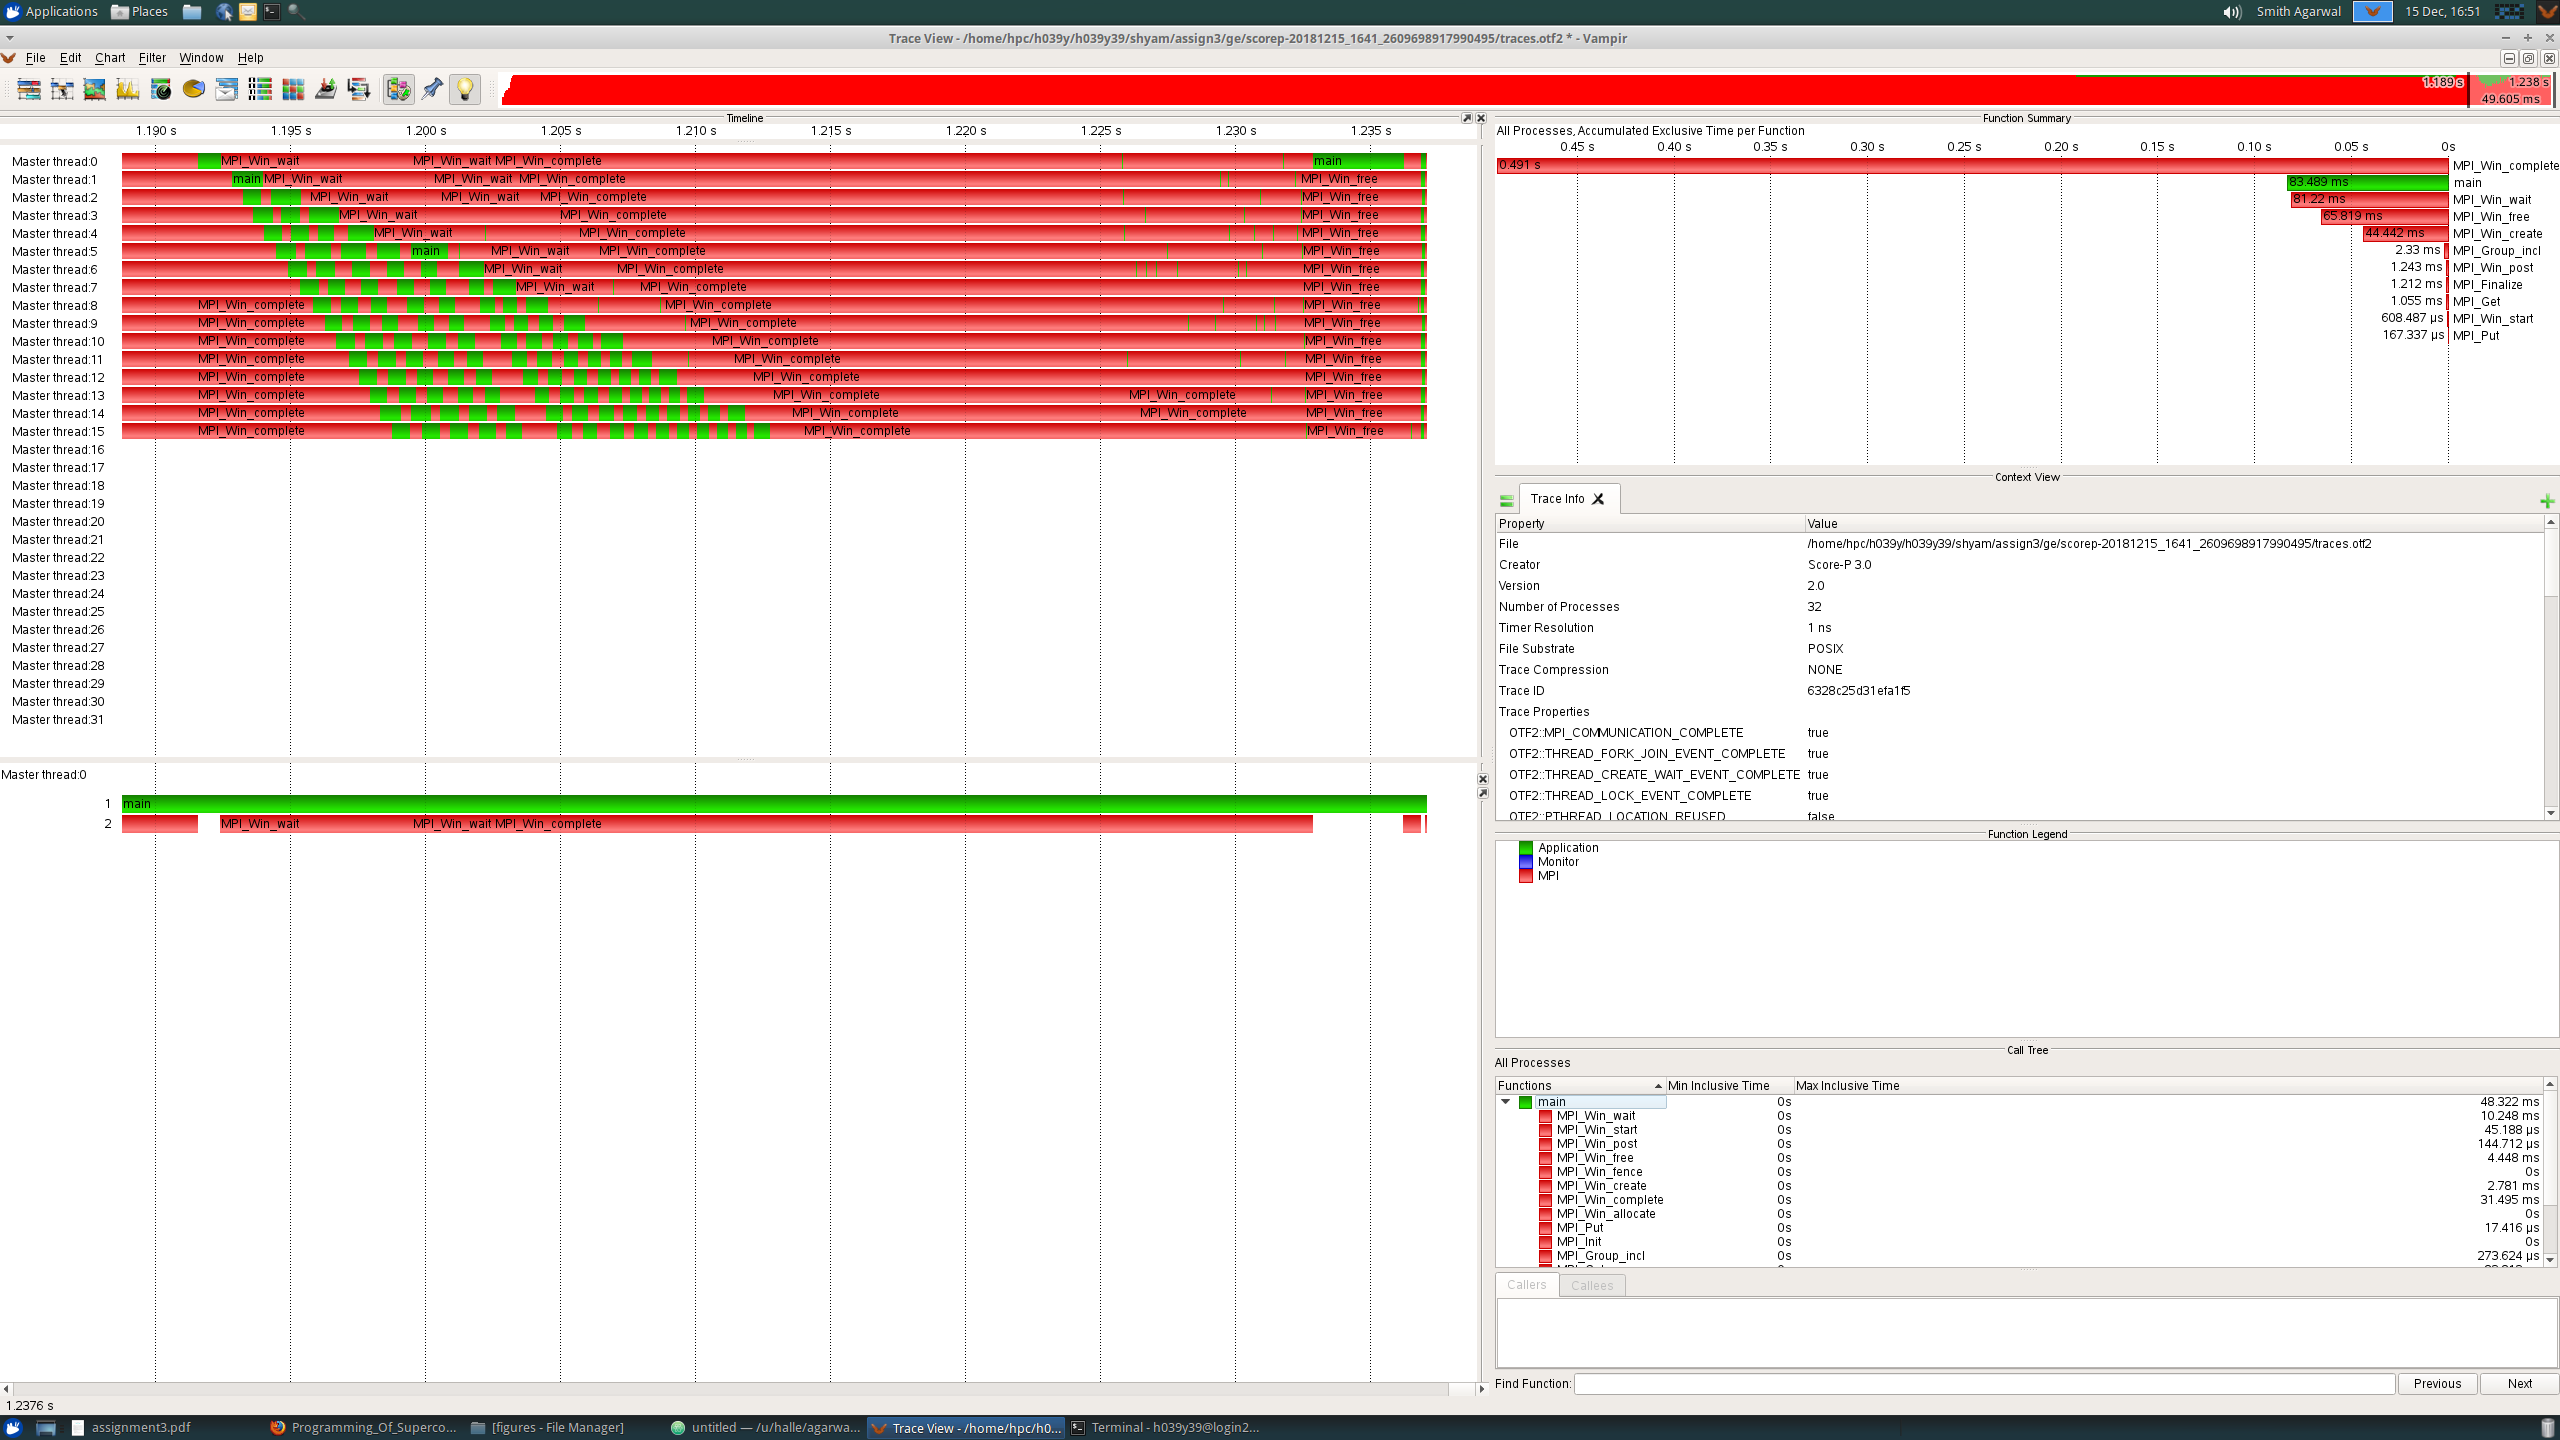 Applications Places Smith Agarwal 15 Dec, 16:51
Trace View - /home/hpc/h039y/h039y39/shyam/assign3/ge/scorep-20181215_1641_2609698917990495/traces.otf2 * - Vampir
File Edit Chart Filter Window Help
1.189 s 1.238 s
49.605 ms
Timeline
1.190 s 1.195 s 1.200 s 1.205 s 1.210 s 1.215 s 1.220 s 1.225 s 1.230 s 1.235 s
Master thread:0 MPI_Win_wait MPI_Win_wait MPI_Win_complete main
Master thread:1 main MPI_Win_wait MPI_Win_wait MPI_Win_complete MPI_Win_free
Master thread:2 MPI_Win_wait MPI_Win_wait MPI_Win_complete MPI_Win_free
Master thread:3 MPI_Win_wait MPI_Win_complete MPI_Win_free
Master thread:4 MPI_Win_wait MPI_Win_complete MPI_Win_free
Master thread:5 main MPI_Win_wait MPI_Win_complete MPI_Win_free
Master thread:6 MPI_Win_wait MPI_Win_complete MPI_Win_free
Master thread:7 MPI_Win_wait MPI_Win_complete MPI_Win_free
Master thread:8 MPI_Win_complete MPI_Win_complete MPI_Win_free
Master thread:9 MPI_Win_complete MPI_Win_complete MPI_Win_free
Master thread:10 MPI_Win_complete MPI_Win_complete MPI_Win_free
Master thread:11 MPI_Win_complete MPI_Win_complete MPI_Win_free
Master thread:12 MPI_Win_complete MPI_Win_complete MPI_Win_free
Master thread:13 MPI_Win_complete MPI_Win_complete MPI_Win_complete MPI_Win_free
Master thread:14 MPI_Win_complete MPI_Win_complete MPI_Win_complete MPI_Win_free
Master thread:15 MPI_Win_complete MPI_Win_complete MPI_Win_free
Master thread:16
Master thread:17
Master thread:18
Master thread:19
Master thread:20
Master thread:21
Master thread:22
Master thread:23
Master thread:24
Master thread:25
Master thread:26
Master thread:27
Master thread:28
Master thread:29
Master thread:30
Master thread:31
Master thread:0
1 main
2 MPI_Win_wait MPI_Win_wait MPI_Win_complete
1.2376 s
Function Summary
All Processes, Accumulated Exclusive Time per Function
0.45 s 0.40 s 0.35 s 0.30 s 0.25 s 0.20 s 0.15 s 0.10 s 0.05 s 0s
0.491 s MPI_Win_complete
83.489 ms main
81.22 ms MPI_Win_wait
65.819 ms MPI_Win_free
44.442 ms MPI_Win_create
2.33 ms MPI_Group_incl
1.243 ms MPI_Win_post
1.212 ms MPI_Finalize
1.055 ms MPI_Get
608.487 µs MPI_Win_start
167.337 µs MPI_Put
Context View
Trace Info
Property Value
File /home/hpc/h039y/h039y39/shyam/assign3/ge/scorep-20181215_1641_2609698917990495/traces.otf2
Creator Score-P 3.0
Version 2.0
Number of Processes 32
Timer Resolution 1 ns
File Substrate POSIX
Trace Compression NONE
Trace ID 6328c25d31efa1f5
Trace Properties
OTF2::MPI_COMMUNICATION_COMPLETE true
OTF2::THREAD_FORK_JOIN_EVENT_COMPLETE true
OTF2::THREAD_CREATE_WAIT_EVENT_COMPLETE true
OTF2::THREAD_LOCK_EVENT_COMPLETE true
OTF2::PTHREAD_LOCATION_REUSED false
Function Legend
Application
Monitor
MPI
Call Tree
All Processes
Functions Min Inclusive Time Max Inclusive Time
main 0s 48.322 ms
MPI_Win_wait 0s 10.248 ms
MPI_Win_start 0s 45.188 µs
MPI_Win_post 0s 144.712 µs
MPI_Win_free 0s 4.448 ms
MPI_Win_fence 0s 0s
MPI_Win_create 0s 2.781 ms
MPI_Win_complete 0s 31.495 ms
MPI_Win_allocate 0s 0s
MPI_Put 0s 17.416 µs
MPI_Init 0s 0s
MPI_Group_incl 0s 273.624 µs
Callers Callees
Find Function: Previous Next
assignment3.pdf Programming_Of_Superco... [figures - File Manager] untitled — /u/halle/agarwa... Trace View - /home/hpc/h0... Terminal - h039y39@login2...